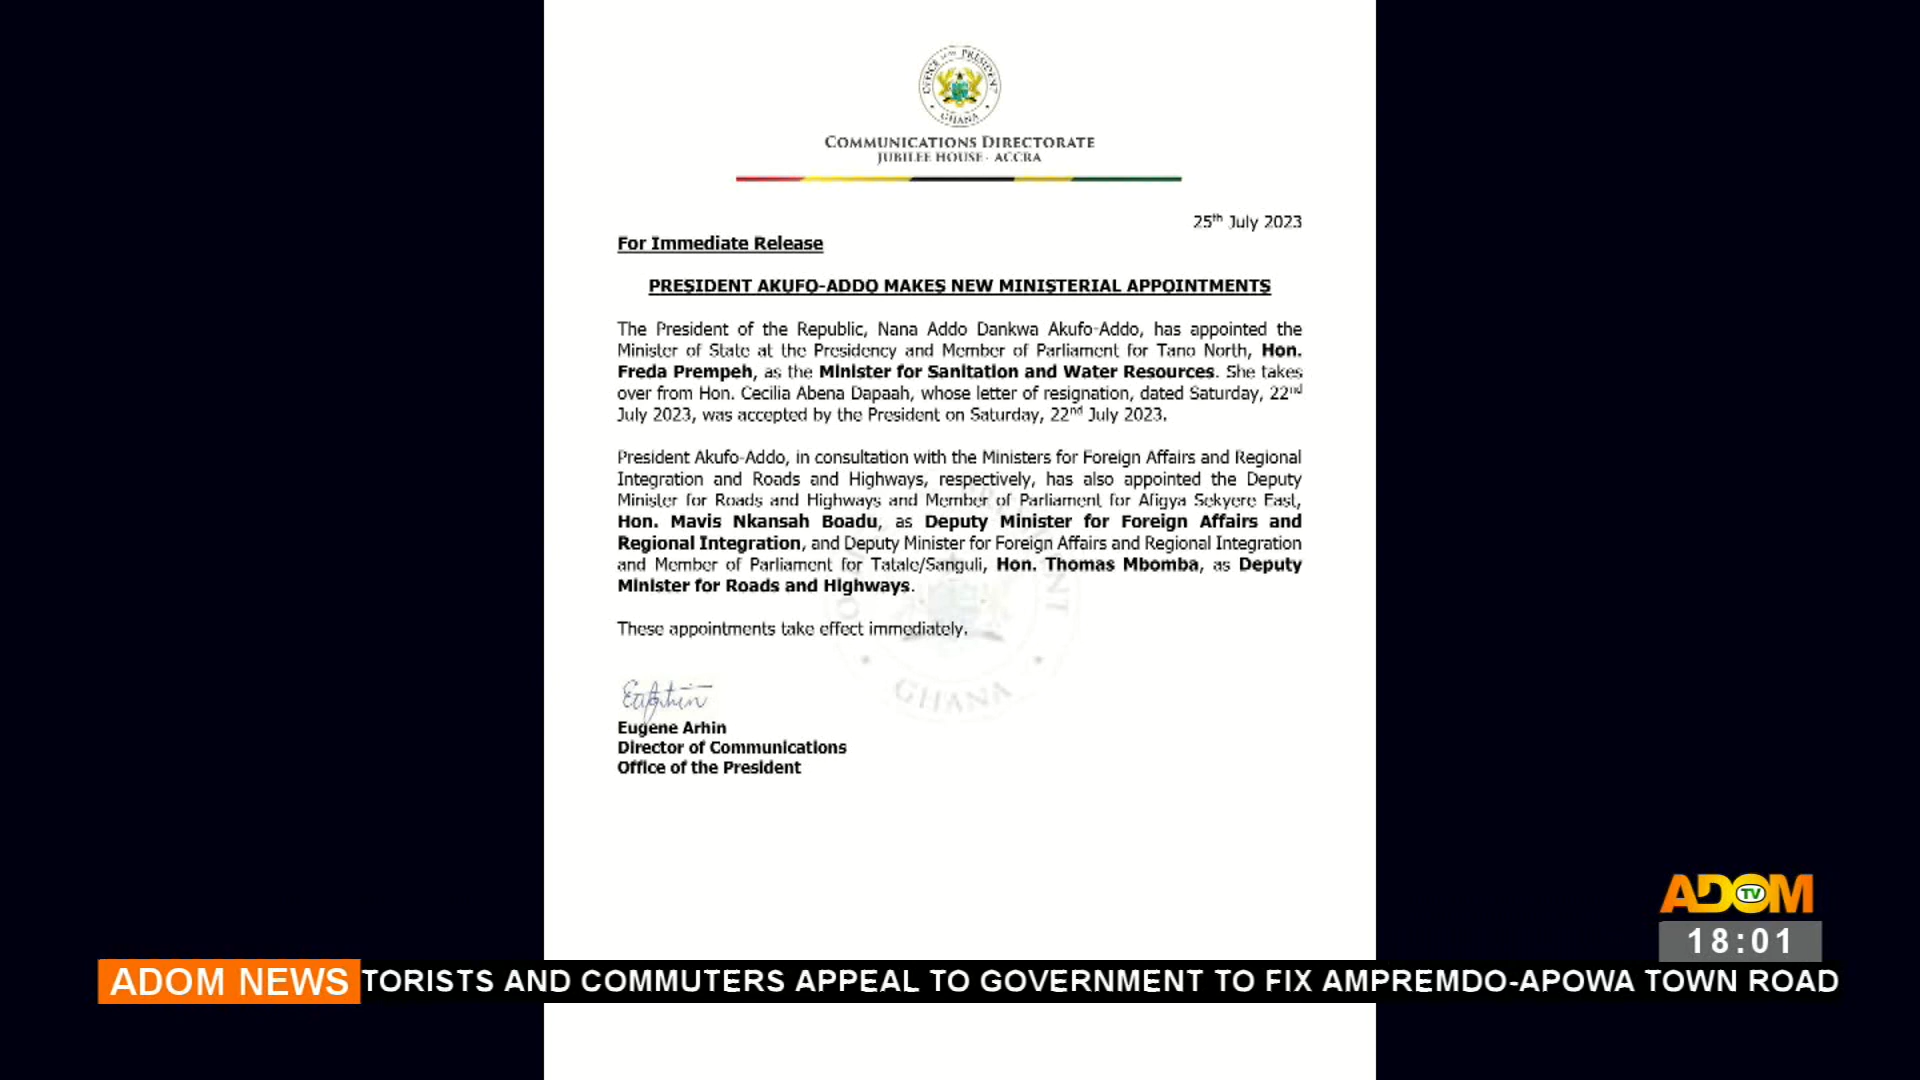 OFFICE OF THE PRESIDENT
GHANA
COMMUNICATIONS DIRECTORATE
JUBILEE HOUSE - ACCRA
25th July 2023
For Immediate Release
PRESIDENT AKUFO-ADDO MAKES NEW MINISTERIAL APPOINTMENTS
The President of the Republic, Nana Addo Dankwa Akufo-Addo, has appointed the
Minister of State at the Presidency and Member of Parliament for Tano North, Hon.
Freda Prempeh, as the Minister for Sanitation and Water Resources. She takes
over from Hon. Cecilia Abena Dapaah, whose letter of resignation, dated Saturday, 22nd
July 2023, was accepted by the President on Saturday, 22nd July 2023.
President Akufo-Addo, in consultation with the Ministers for Foreign Affairs and Regional
Integration and Roads and Highways, respectively, has also appointed the Deputy
Minister for Roads and Highways and Member of Parliament for Afigya Sekyere East,
Hon. Mavis Nkansah Boadu, as Deputy Minister for Foreign Affairs and
Regional Integration, and Deputy Minister for Foreign Affairs and Regional Integration
and Member of Parliament for Tatale/Sanguli, Hon. Thomas Mbomba, as Deputy
Minister for Roads and Highways.
These appointments take effect immediately.
GHANA
Eugene Arhin
Director of Communications
Office of the President
ADOM TV
18:01
ADOM NEWS TORISTS AND COMMUTERS APPEAL TO GOVERNMENT TO FIX AMPREMDO-APOWA TOWN ROAD